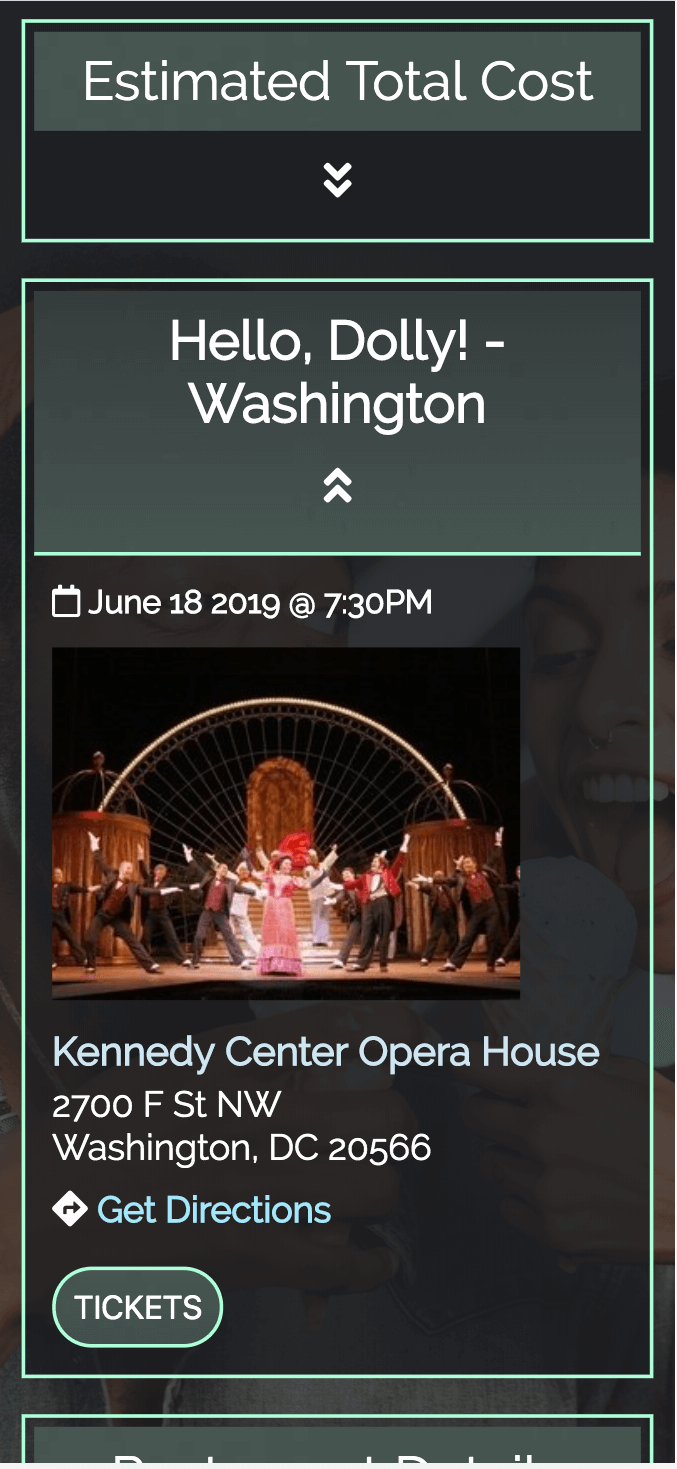 Estimated Total Cost
Hello, Dolly! -
Washington
June 18 2019 @ 7:30PM
Kennedy Center Opera House
2700 F St NW
Washington, DC 20566
Get Directions
TICKETS